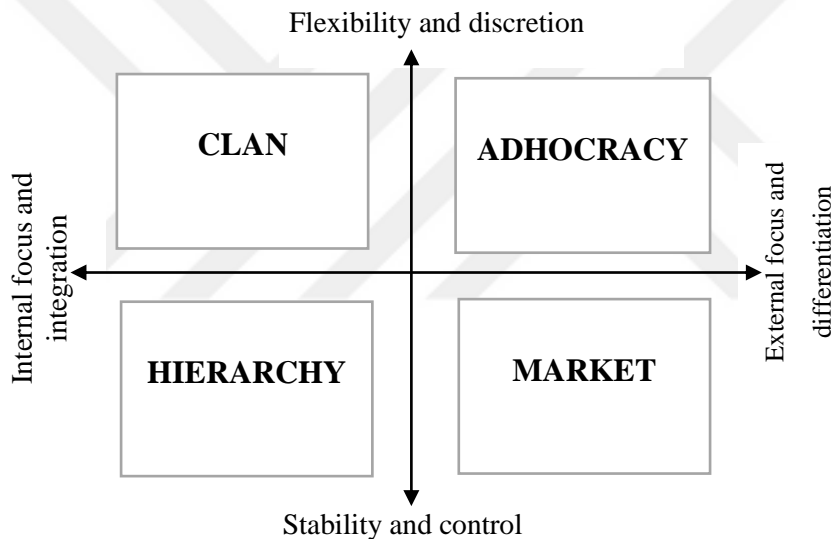 Flexibility and discretion
CLAN
ADHOCRACY
Internal focus and
integration
External focus and
differentiation
HIERARCHY
MARKET
Stability and control